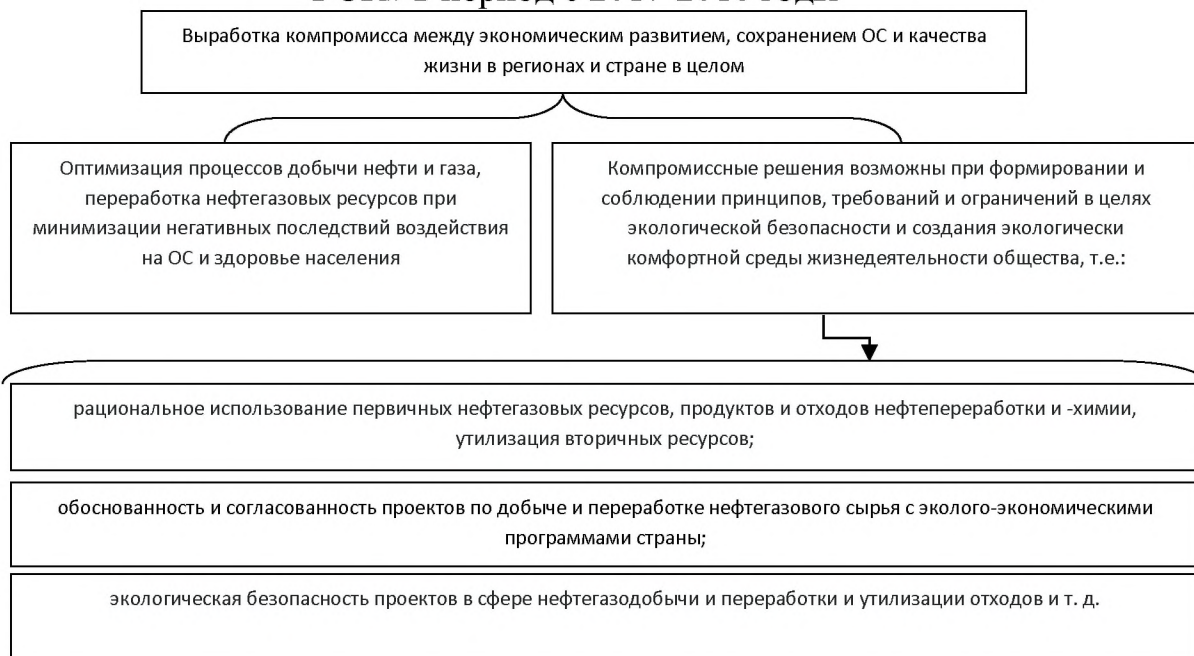 Выработка компромисса между экономическим развитием, сохранением ОС и качества
жизни в регионах и стране в целом
Оптимизация процессов добычи нефти и газа,
переработка нефтегазовых ресурсов при
минимизации негативных последствий воздействия
на ОС и здоровье населения
Компромиссные решения возможны при формировании и
соблюдении принципов, требований и ограничений в целях
экологической безопасности и создания экологически
комфортной среды жизнедеятельности общества, т.е.:
рациональное использование первичных нефтегазовых ресурсов, продуктов и отходов нефтепереработки и -химии,
утилизация вторичных ресурсов;
обоснованность и согласованность проектов по добыче и переработке нефтегазового сырья с эколого-экономическими
программами страны;
экологическая безопасность проектов в сфере нефтегазодобычи и переработки и утилизации отходов и т. д.